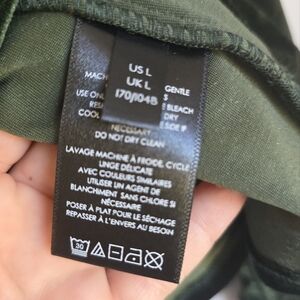 US L
UK L
170/104B
MACH
GENTLE
S
USE ON
BLEACH
DRY
COOL
SIDE IF
NECESSARY
DO NOT DRY CLEAN
LAVAGE MACHINE À FROIDE, CYCLE
LINGE DÉLICATE
AVEC COULEURS SIMILAIRES
UTILISER UN AGENT DE
BLANCHIMENT SANS CHLORE SI
NÉCESSAIRE
POSER À PLAT POUR LE SÉCHAGE
REPASSER À L'ENVERS AU BESOIN
30